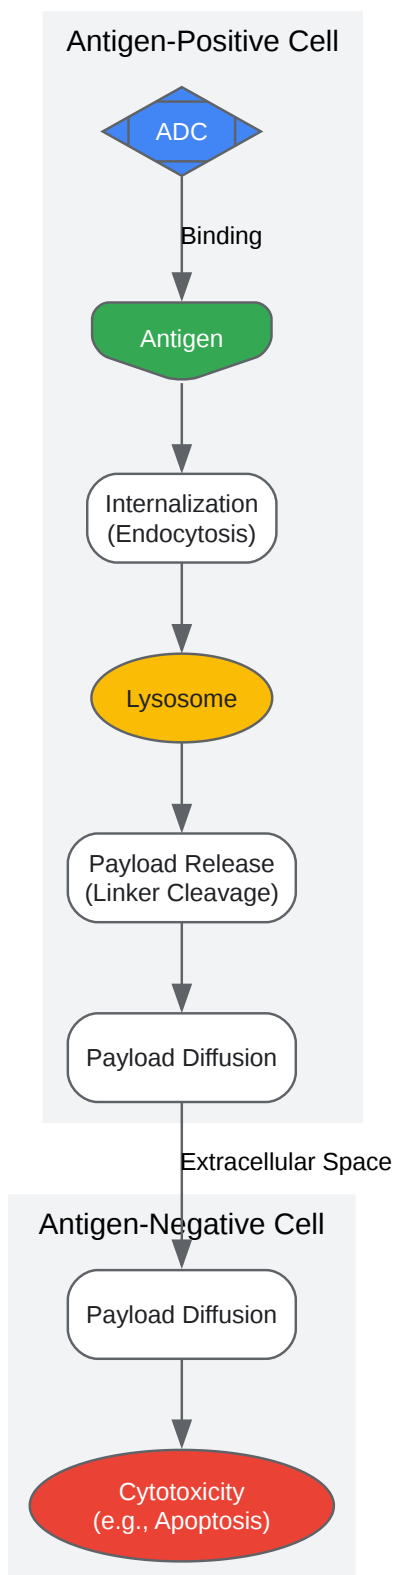 Antigen-Positive Cell
ADC
Binding
Antigen
Internalization
(Endocytosis)
Lysosome
Payload Release
(Linker Cleavage)
Payload Diffusion
Extracellular Space
Antigen-Negative Cell
Payload Diffusion
Cytotoxicity
(e.g., Apoptosis)